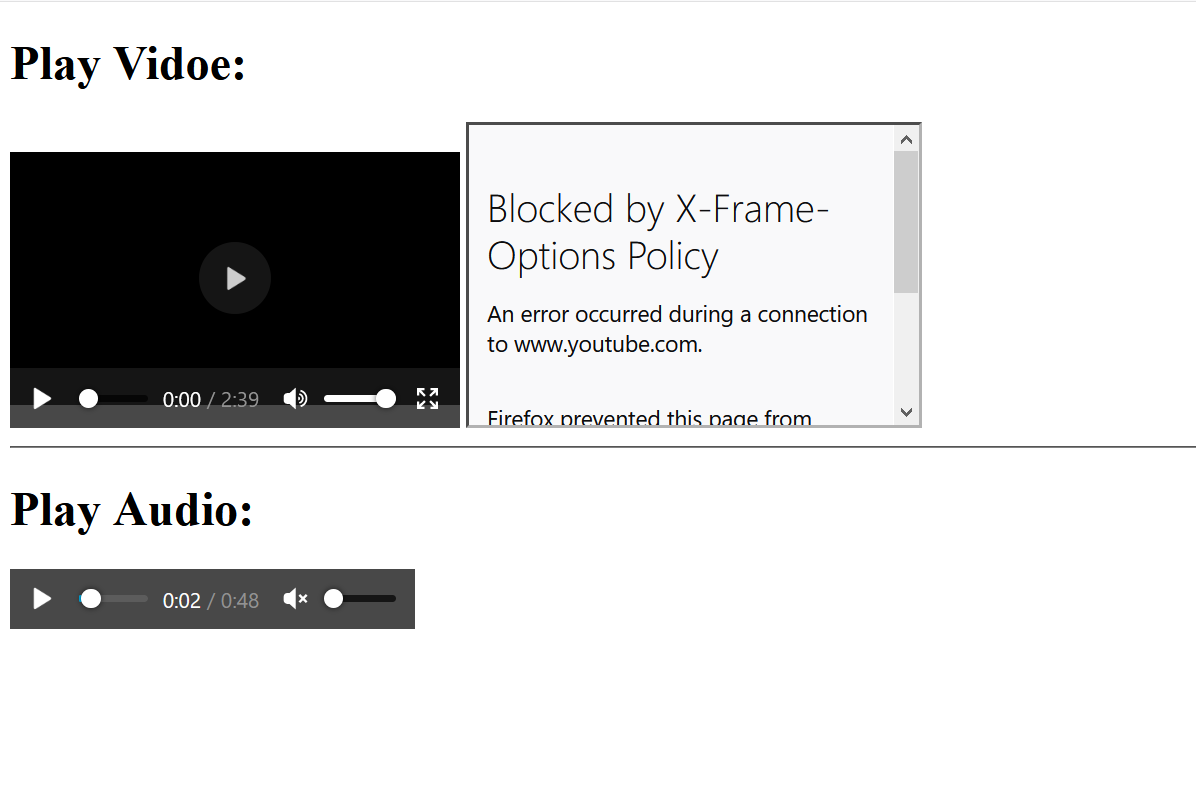 Play Vidoe:
Blocked by X-Frame-
Options Policy
An error occurred during a connection
to www.youtube.com.
Firefox prevented this page from
0:00 / 2:39
Play Audio:
0:02 / 0:48